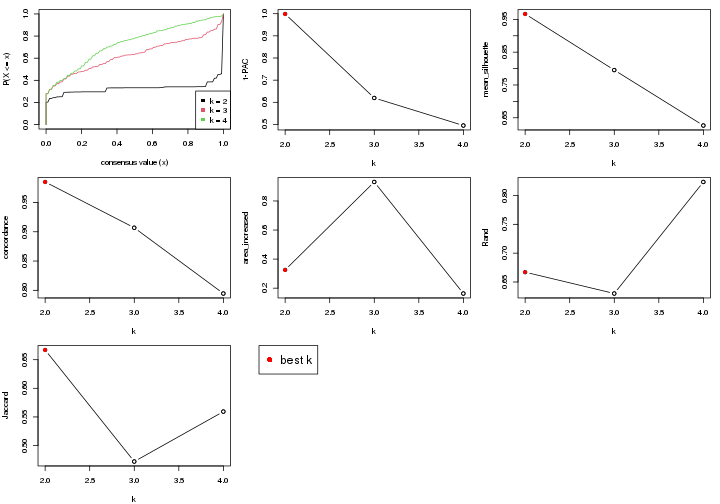 P(X <= x)
0.0 0.2 0.4 0.6 0.8 1.0
k = 2
k = 3
k = 4
0.0 0.2 0.4 0.6 0.8 1.0
consensus value (x)
1-PAC
0.5 0.6 0.7 0.8 0.9 1.0
2.0 2.5 3.0 3.5 4.0
k
mean_silhouette
0.65 0.75 0.85 0.95
2.0 2.5 3.0 3.5 4.0
k
concordance
0.80 0.85 0.90 0.95
2.0 2.5 3.0 3.5 4.0
k
area_increased
0.2 0.4 0.6 0.8
2.0 2.5 3.0 3.5 4.0
k
Rand
0.65 0.70 0.75 0.80
2.0 2.5 3.0 3.5 4.0
k
Jaccard
0.50 0.55 0.60 0.65
2.0 2.5 3.0 3.5 4.0
k
best k